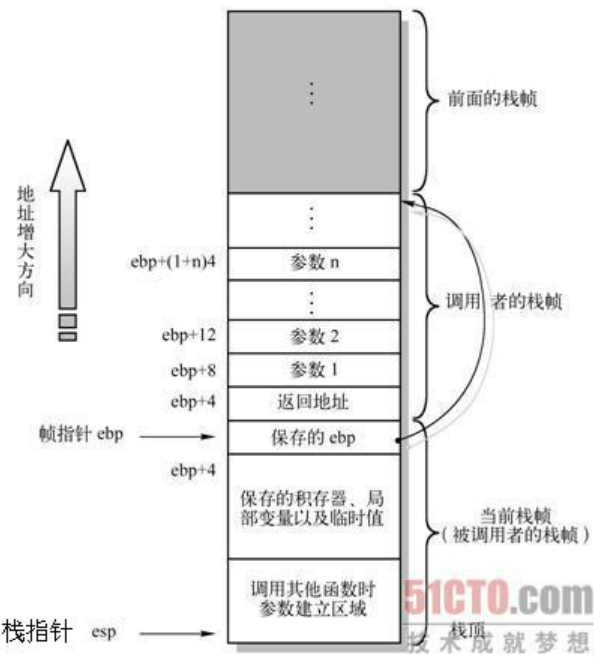 前面的栈帧
地址增大方向
ebp+(1+n)4
参数 n
调用者的栈帧
ebp+12
参数 2
ebp+8
参数 1
ebp+4
返回地址
帧指针 ebp
保存的 ebp
ebp+4
保存的积存器、局
部变量以及临时值
当前栈帧
(被调用者的栈帧)
调用其他函数时
参数建立区域
51CTO.com
栈指针 esp
栈顶
技术成就梦想